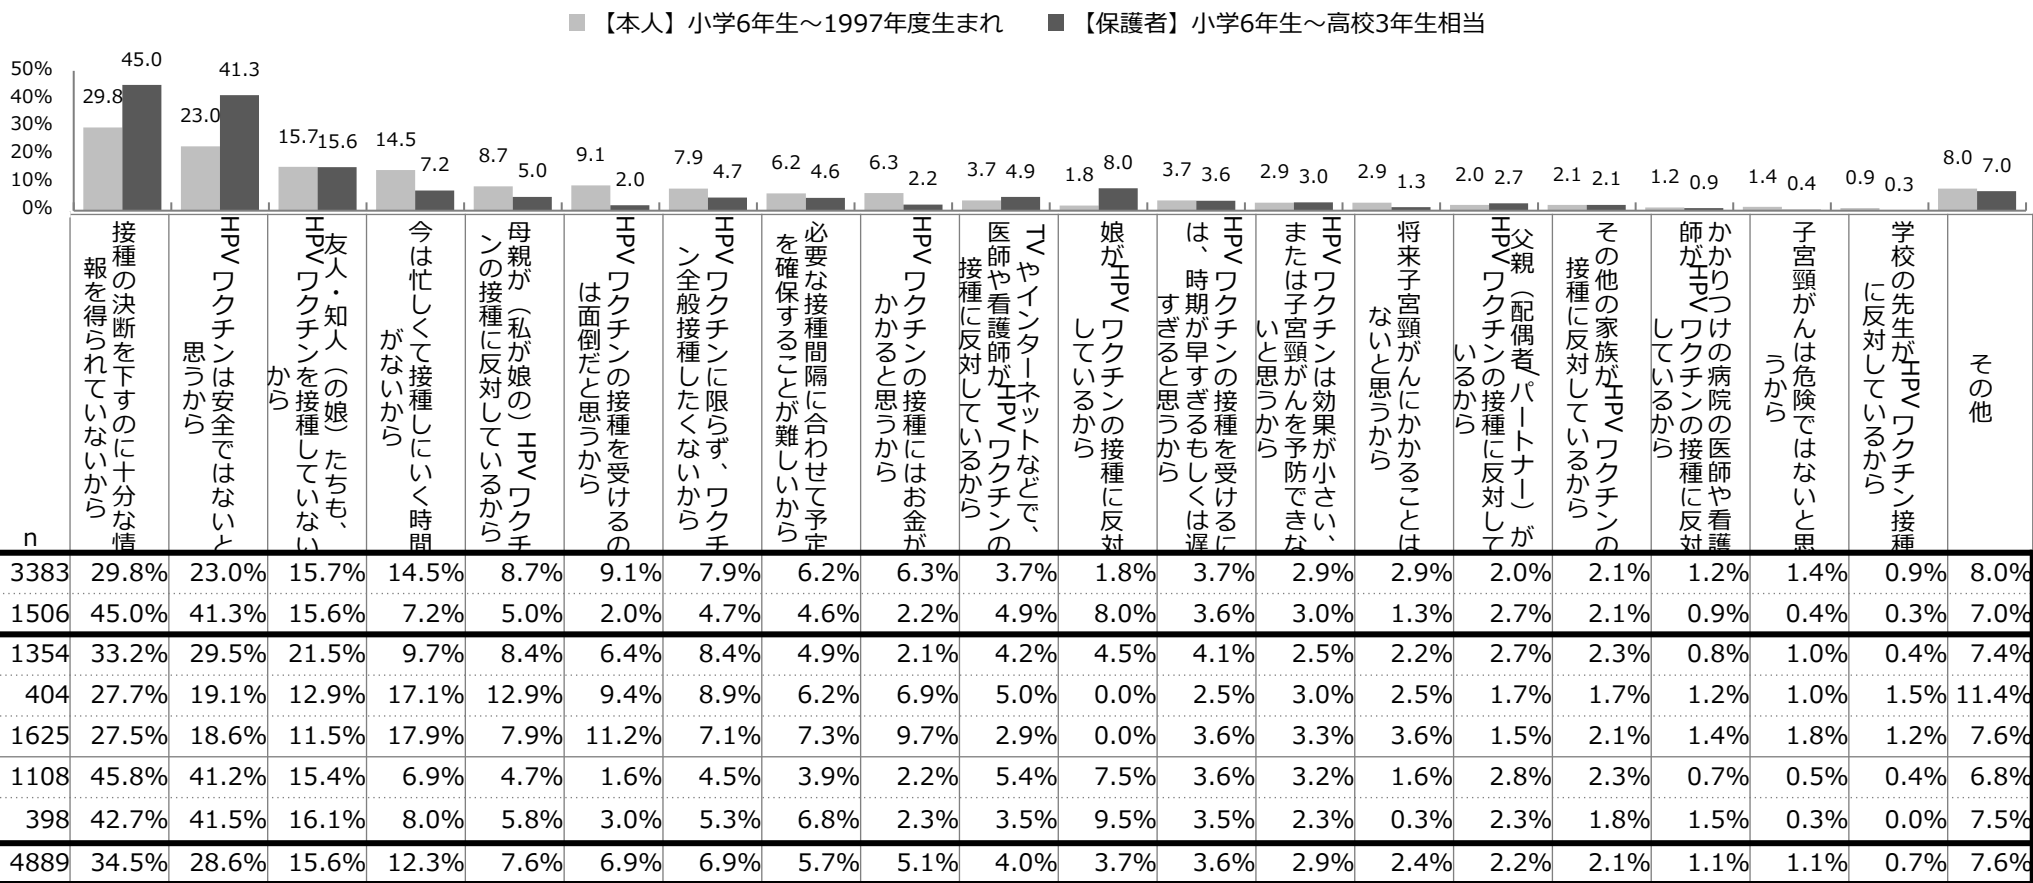 【本人】小学6年生～1997年度生まれ　【保護者】小学6年生～高校3年生相当
50%
40%
30%
20%
10%
0%
29.8 45.0
23.0 41.3
15.7 15.6
14.5 7.2
8.7 5.0
9.1 2.0
7.9 4.7
6.2 4.6
6.3 2.2
3.7 4.9
1.8 8.0
3.7 3.6
2.9 3.0
2.9 1.3
2.0 2.7
2.1 2.1
1.2 0.9
1.4 0.4
0.9 0.3
8.0 7.0
接種の決断を下すのに十分な情
報を得られていないから
HPVワクチンは安全ではないと
思うから
友人・知人（の娘）たちも、
HPVワクチンを接種していない
から
今は忙しくて接種しにいく時間
がないから
母親が（私が娘の）HPVワクチ
ンの接種に反対しているから
HPVワクチンの接種を受けるの
は面倒だと思うから
HPVワクチンに限らず、ワクチ
ン全般接種したくないから
必要な接種間隔に合わせて予定
を確保することが難しいから
HPVワクチンの接種にはお金が
かかると思うから
TVやインターネットなどで、
医師や看護師がHPVワクチンの
接種に反対しているから
娘がHPVワクチンの接種に反対
しているから
HPVワクチンの接種を受けるに
は、時期が早すぎるもしくは遅
すぎると思うから
HPVワクチンは効果が小さい、
または子宮頸がんを予防できな
いと思うから
将来子宮頸がんにかかることは
ないと思うから
父親（配偶者/パートナー）が
HPVワクチンの接種に反対して
いるから
その他の家族がHPVワクチンの
接種に反対しているから
かかりつけの病院の医師や看護
師がHPVワクチンの接種に反対
しているから
子宮頸がんは危険ではないと思
うから
学校の先生がHPVワクチン接種
に反対しているから
その他
n
3383 29.8% 23.0% 15.7% 14.5% 8.7% 9.1% 7.9% 6.2% 6.3% 3.7% 1.8% 3.7% 2.9% 2.9% 2.0% 2.1% 1.2% 1.4% 0.9% 8.0%
1506 45.0% 41.3% 15.6% 7.2% 5.0% 2.0% 4.7% 4.6% 2.2% 4.9% 8.0% 3.6% 3.0% 1.3% 2.7% 2.1% 0.9% 0.4% 0.3% 7.0%
1354 33.2% 29.5% 21.5% 9.7% 8.4% 6.4% 8.4% 4.9% 2.1% 4.2% 4.5% 4.1% 2.5% 2.2% 2.7% 2.3% 0.8% 1.0% 0.4% 7.4%
404 27.7% 19.1% 12.9% 17.1% 12.9% 9.4% 8.9% 6.2% 6.9% 5.0% 0.0% 2.5% 3.0% 2.5% 1.7% 1.7% 1.2% 1.0% 1.5% 11.4%
1625 27.5% 18.6% 11.5% 17.9% 7.9% 11.2% 7.1% 7.3% 9.7% 2.9% 0.0% 3.6% 3.3% 3.6% 1.5% 2.1% 1.4% 1.8% 1.2% 7.6%
1108 45.8% 41.2% 15.4% 6.9% 4.7% 1.6% 4.5% 3.9% 2.2% 5.4% 7.5% 3.6% 3.2% 1.6% 2.8% 2.3% 0.7% 0.5% 0.4% 6.8%
398 42.7% 41.5% 16.1% 8.0% 5.8% 3.0% 5.3% 6.8% 2.3% 3.5% 9.5% 3.5% 2.3% 0.3% 2.3% 1.8% 1.5% 0.3% 0.0% 7.5%
4889 34.5% 28.6% 15.6% 12.3% 7.6% 6.9% 6.9% 5.7% 5.1% 4.0% 3.7% 3.6% 2.9% 2.4% 2.2% 2.1% 1.1% 1.1% 0.7% 7.6%